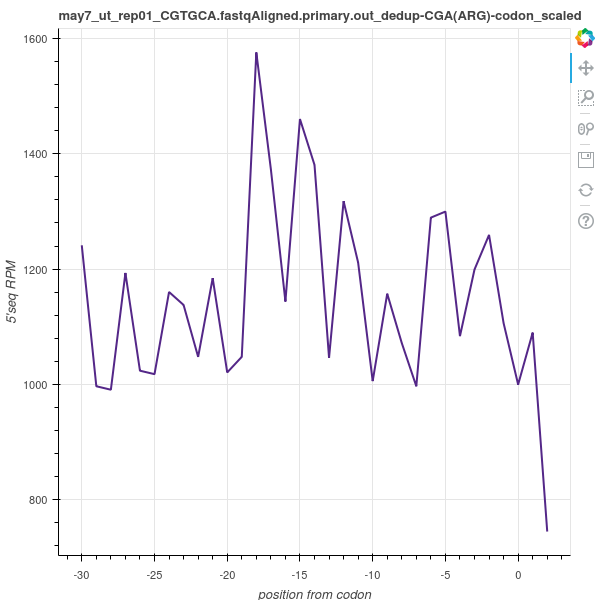 may7_ut_rep01_CGTGCA.fastqAligned.primary.out_dedup-CGA(ARG)-codon_scaled
1600
1400
1200
1000
800
5'seq RPM
-30 -25 -20 -15 -10 -5 0
position from codon